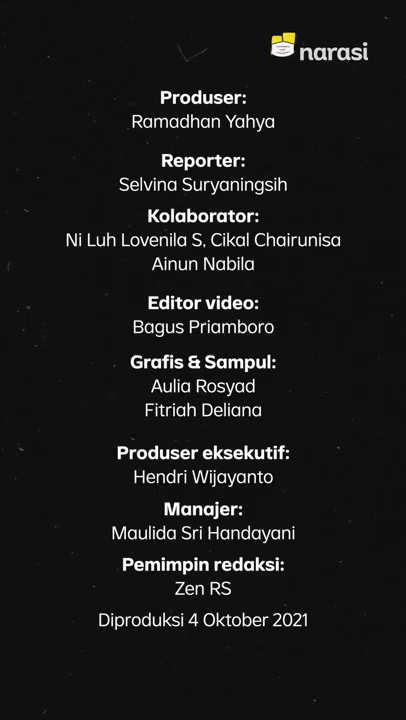 narasi
Produser:
Ramadhan Yahya
Reporter:
Selvina Suryaningsih
Kolaborator:
Ni Luh Lovenila S, Cikal Chairunisa
Ainun Nabila
Editor video:
Bagus Priamboro
Grafis & Sampul:
Aulia Rosyad
Fitriah Deliana
Produser eksekutif:
Hendri Wijayanto
Manajer:
Maulida Sri Handayani
Pemimpin redaksi:
Zen RS
Diproduksi 4 Oktober 2021